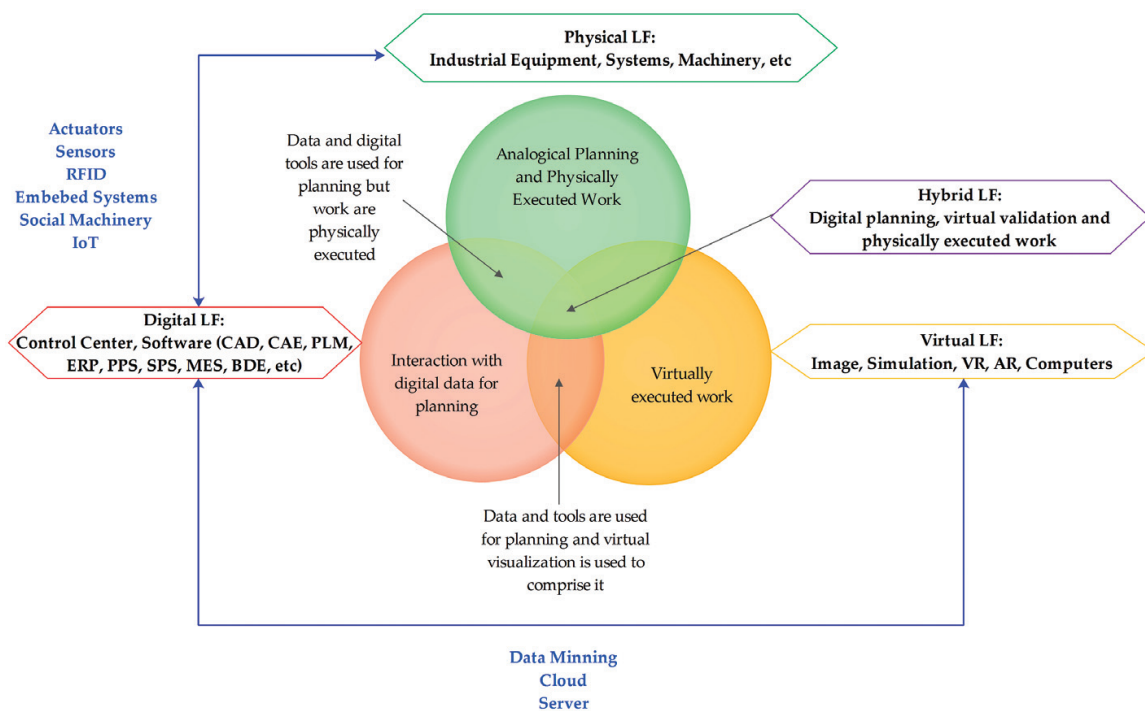 Physical LF:
Industrial Equipment, Systems, Machinery, etc
Actuators
Sensors
RFID
Embebed Systems
Social Machinery
IoT
Data and digital
tools are used for
planning but
work are
physically
executed
Analogical Planning
and Physically
Executed Work
Hybrid LF:
Digital planning, virtual validation and
physically executed work
Digital LF:
Control Center, Software (CAD, CAE, PLM,
ERP, PPS, SPS, MES, BDE, etc)
Interaction with
digital data for
planning
Virtually
executed work
Virtual LF:
Image, Simulation, VR, AR, Computers
Data and tools are used
for planning and virtual
visualization is used to
comprise it
Data Minning
Cloud
Server